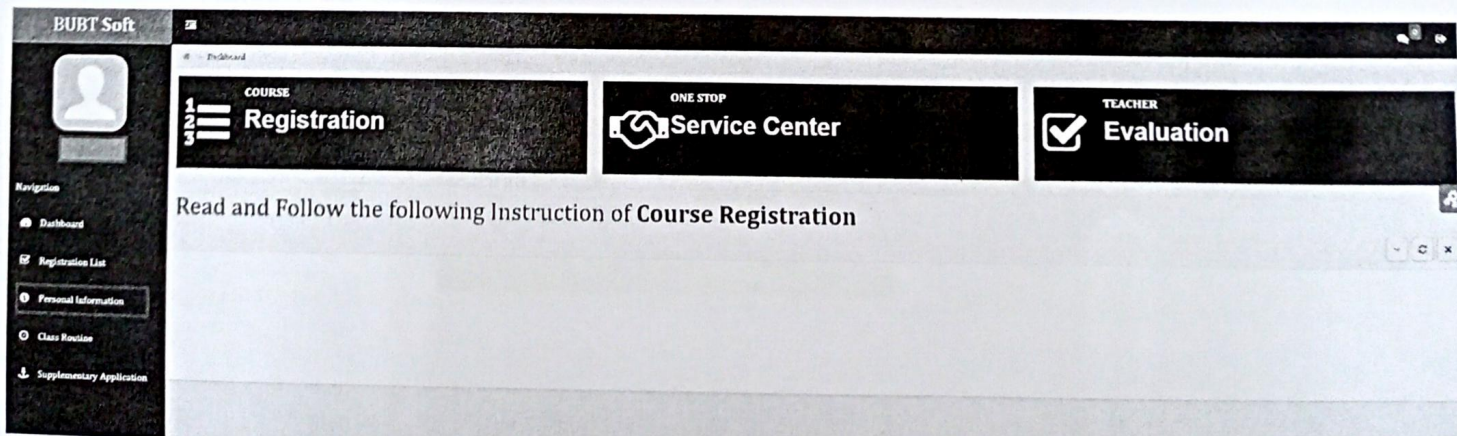 BUBT Soft
Dashboard
COURSE
Registration
ONE STOP
Service Center
TEACHER
Evaluation
Navigation
Dashboard
Registration List
Personal Information
Class Routine
Supplementary Application
Read and Follow the following Instruction of Course Registration